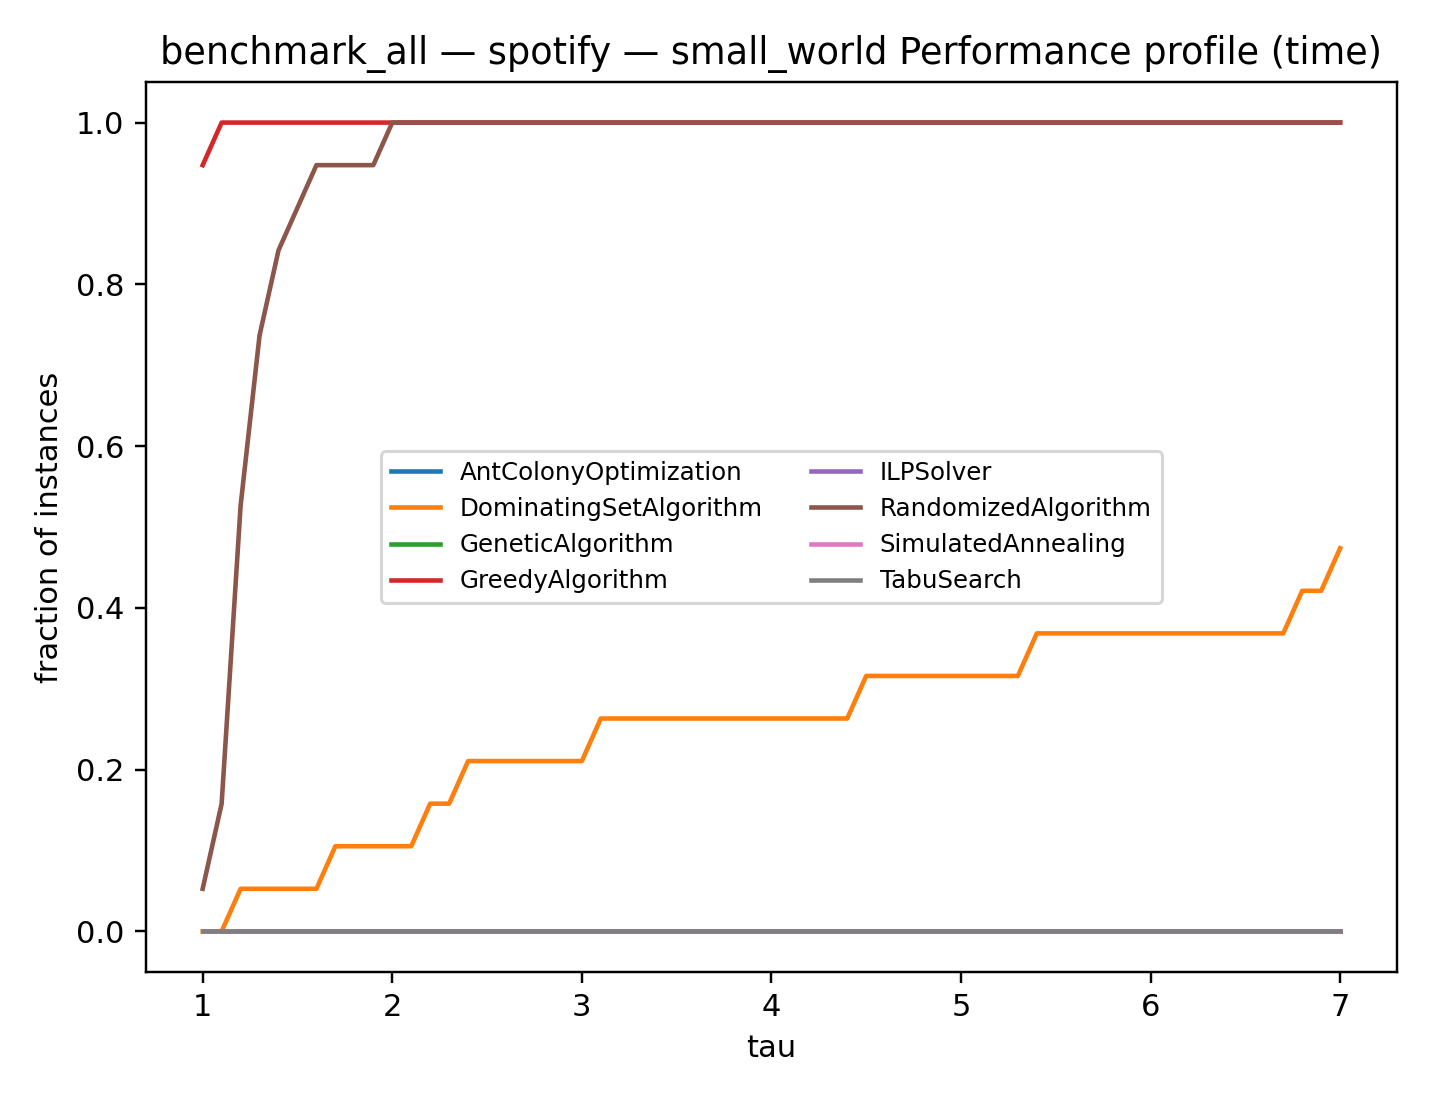 benchmark_all — spotify — small_world Performance profile (time)
1.0
0.8
0.6
0.4
0.2
0.0
fraction of instances
AntColonyOptimization
DominatingSetAlgorithm
GeneticAlgorithm
GreedyAlgorithm
ILPSolver
RandomizedAlgorithm
SimulatedAnnealing
TabuSearch
1 2 3 4 5 6 7
tau